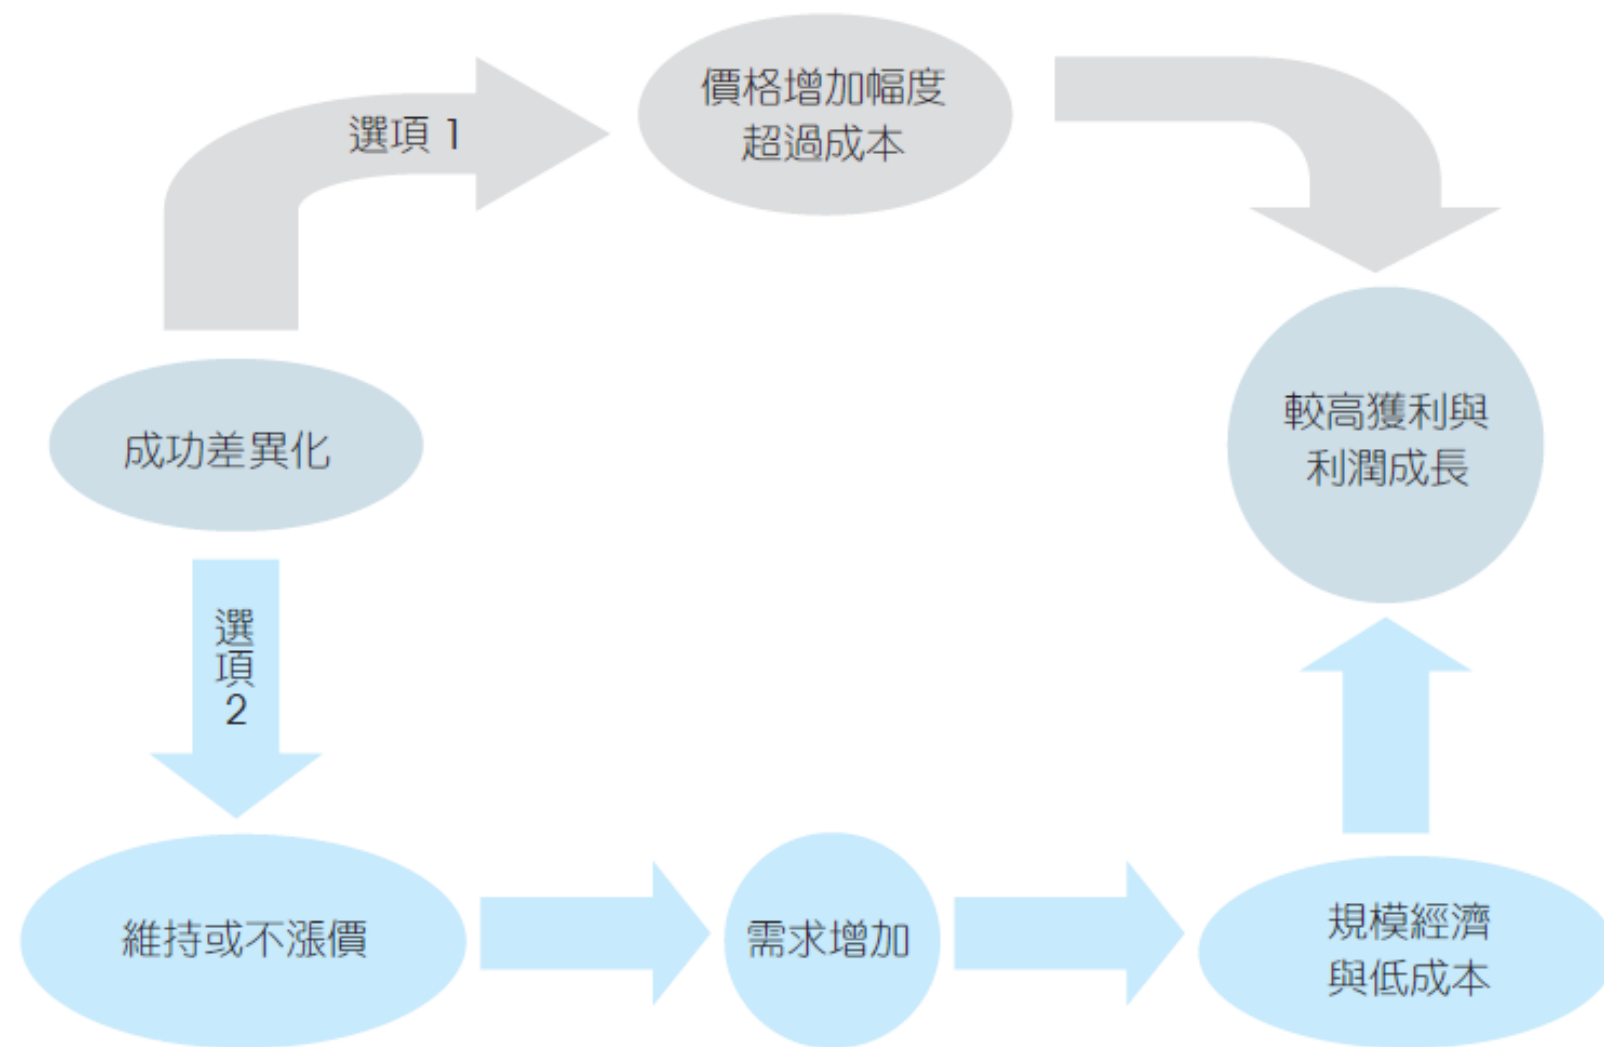 價格增加幅度
超過成本
選項 1
較高獲利與
利潤成長
成功差異化
選項2
維持或不漲價
需求增加
規模經濟
與低成本